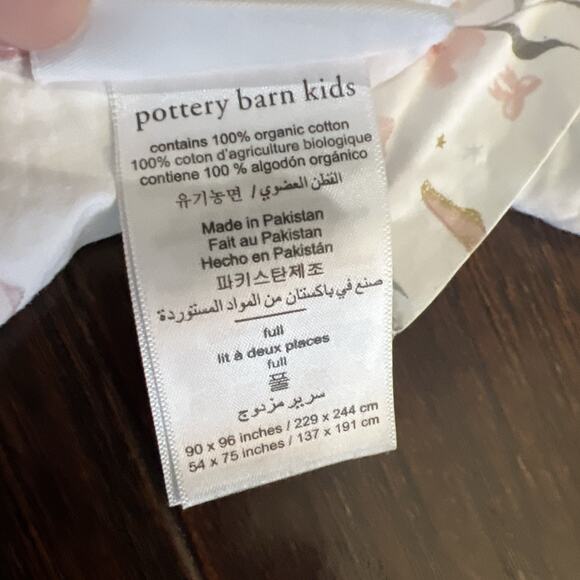 pottery barn kids
contains 100% organic cotton
100% coton d'agriculture biologique
contiene 100 % algodón orgánico
유기농면 / القطن العضوي
Made in Pakistan
Fait au Pakistan
Hecho en Pakistán
파키스탄제조
صنع في باكستان من المواد المستوردة
full
lit à deux places
full
풀
سرير مزدوج
90 x 96 inches / 229 x 244 cm
54 x 75 inches / 137 x 191 cm